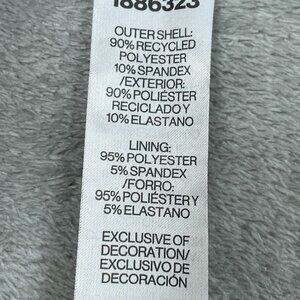 1886323
OUTER SHELL:
90% RECYCLED
POLYESTER
10% SPANDEX
/EXTERIOR:
90% POLIÉSTER
RECICLADO Y
10% ELASTANO
LINING:
95% POLYESTER
5% SPANDEX
/FORRO:
95% POLIÉSTER Y
5% ELASTANO
EXCLUSIVE OF
DECORATION/
EXCLUSIVO DE
DECORACIÓN